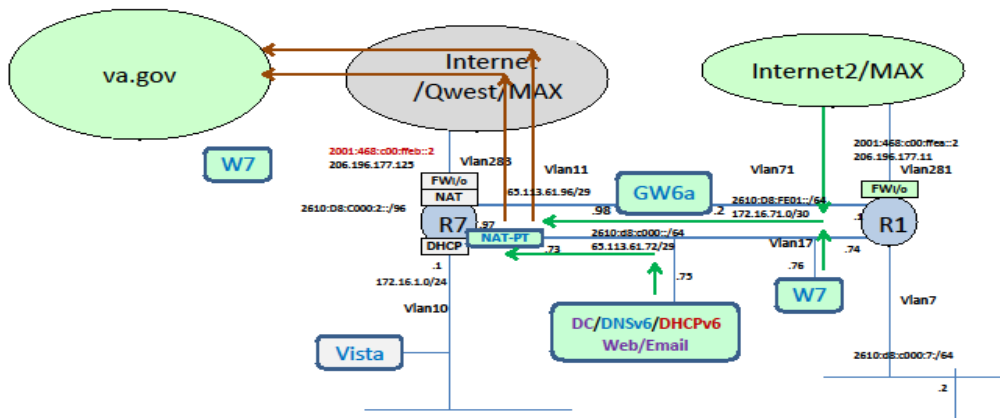 va.gov
Internet
/Qwest/MAX
Internet2/MAX
2001:468:c00:ffeb::2
206.196.177.125
Vlan283
Vlan11
Vlan71
2001:468:c00:ffea::2
206.196.177.11
Vlan281
W7
FWi/o
NAT
65.113.61.96/29
GW6a
FWi/o
2610:D8:C000:2::/96
2610:D8:FE01::/64
.98
.2
172.16.71.0/30
.1
R7
.97
R1
NAT-PT
2610:d8:c000::/64
DHCP
.73
65.113.61.72/29
Vlan17
.74
.1
.75
.76
172.16.1.0/24
W7
Vlan10
Vlan7
DC/DNSv6/DHCPv6
Web/Email
Vista
2610:d8:c000:7:/64
.2